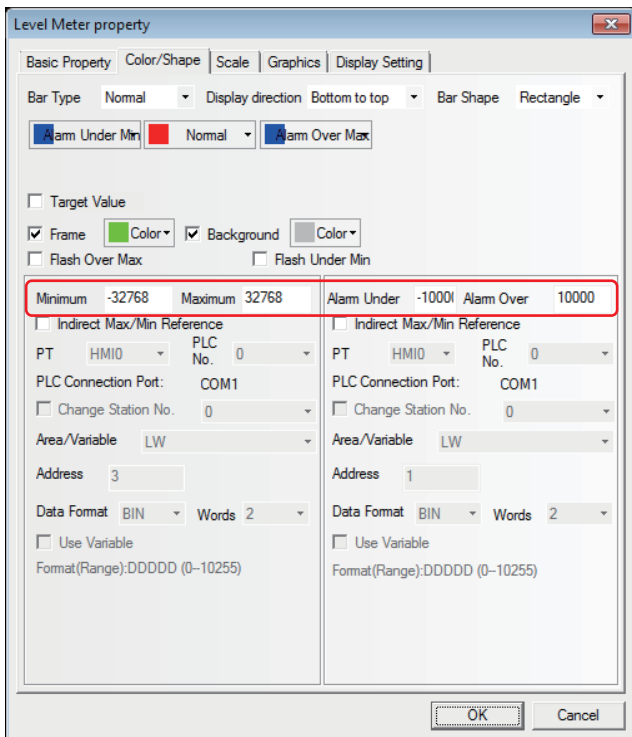 Level Meter property
Basic Property Color/Shape Scale Graphics Display Setting
Bar Type Normal Display direction Bottom to top Bar Shape Rectangle
Alarm Under Min Normal Alarm Over Max
Target Value
Frame Color Background Color
Flash Over Max Flash Under Min
Minimum -32768 Maximum 32768 Alarm Under -1000 Alarm Over 10000
Indirect Max/Min Reference Indirect Max/Min Reference
PT HMI0 PLC No. 0 PT HMI0 PLC No. 0
PLC Connection Port: COM1 PLC Connection Port: COM1
Change Station No. 0 Change Station No. 0
Area/Variable LW Area/Variable LW
Address 3 Address 1
Data Format BIN Words 2 Data Format BIN Words 2
Use Variable Use Variable
Format(Range):DDDDD (0--10255) Format(Range):DDDDD (0--10255)
OK Cancel